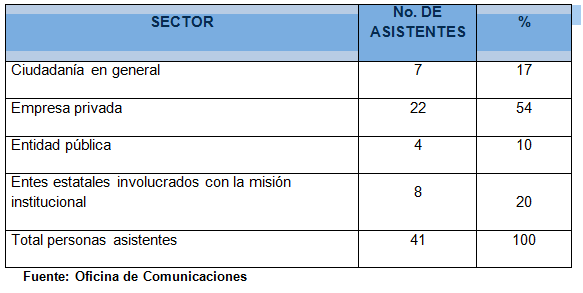 SECTOR No. DE ASISTENTES %
Ciudadanía en general 7 17
Empresa privada 22 54
Entidad pública 4 10
Entes estatales involucrados con la misión
institucional 8 20
Total personas asistentes 41 100
Fuente: Oficina de Comunicaciones